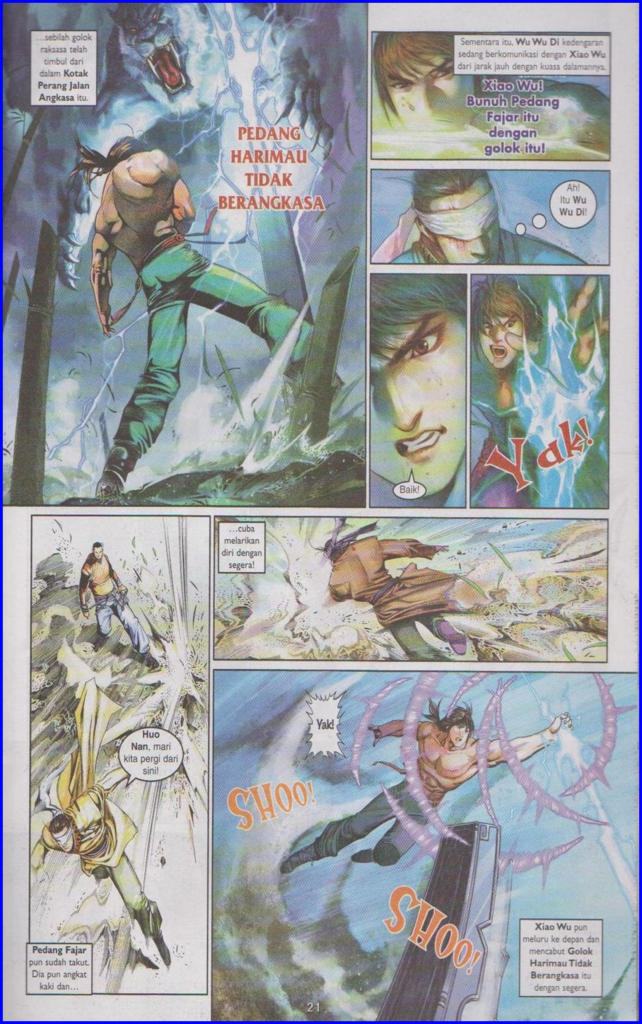 ...sebilah golok
raksasa telah
timbul dari
dalam Kotak
Perang Jalan
Angkasa itu.
PEDANG
HARIMAU
TIDAK
BERANGKASA
Sementara itu, Wu Wu Di kedengaran
sedang berkomunikasi dengan Xiao Wu
dari jarak jauh dengan kuasa dalamannya.
Xiao Wu!
Bunuh Pedang
Fajar itu
dengan
golok itu!
Ah!
Itu Wu
Wu Di!
Baik!
Yak!
Huo
Nan, mari
kita pergi dari
sini!
Pedang Fajar
pun sudah takut.
Dia pun angkat
kaki dan...
...cuba
melarikan
diri dengan
segera!
Yak!
SHOO!
SHOO!
Xiao Wu pun
meluru ke depan dan
mencabut Golok
Harimau Tidak
Berangkasa itu
dengan segera.
21